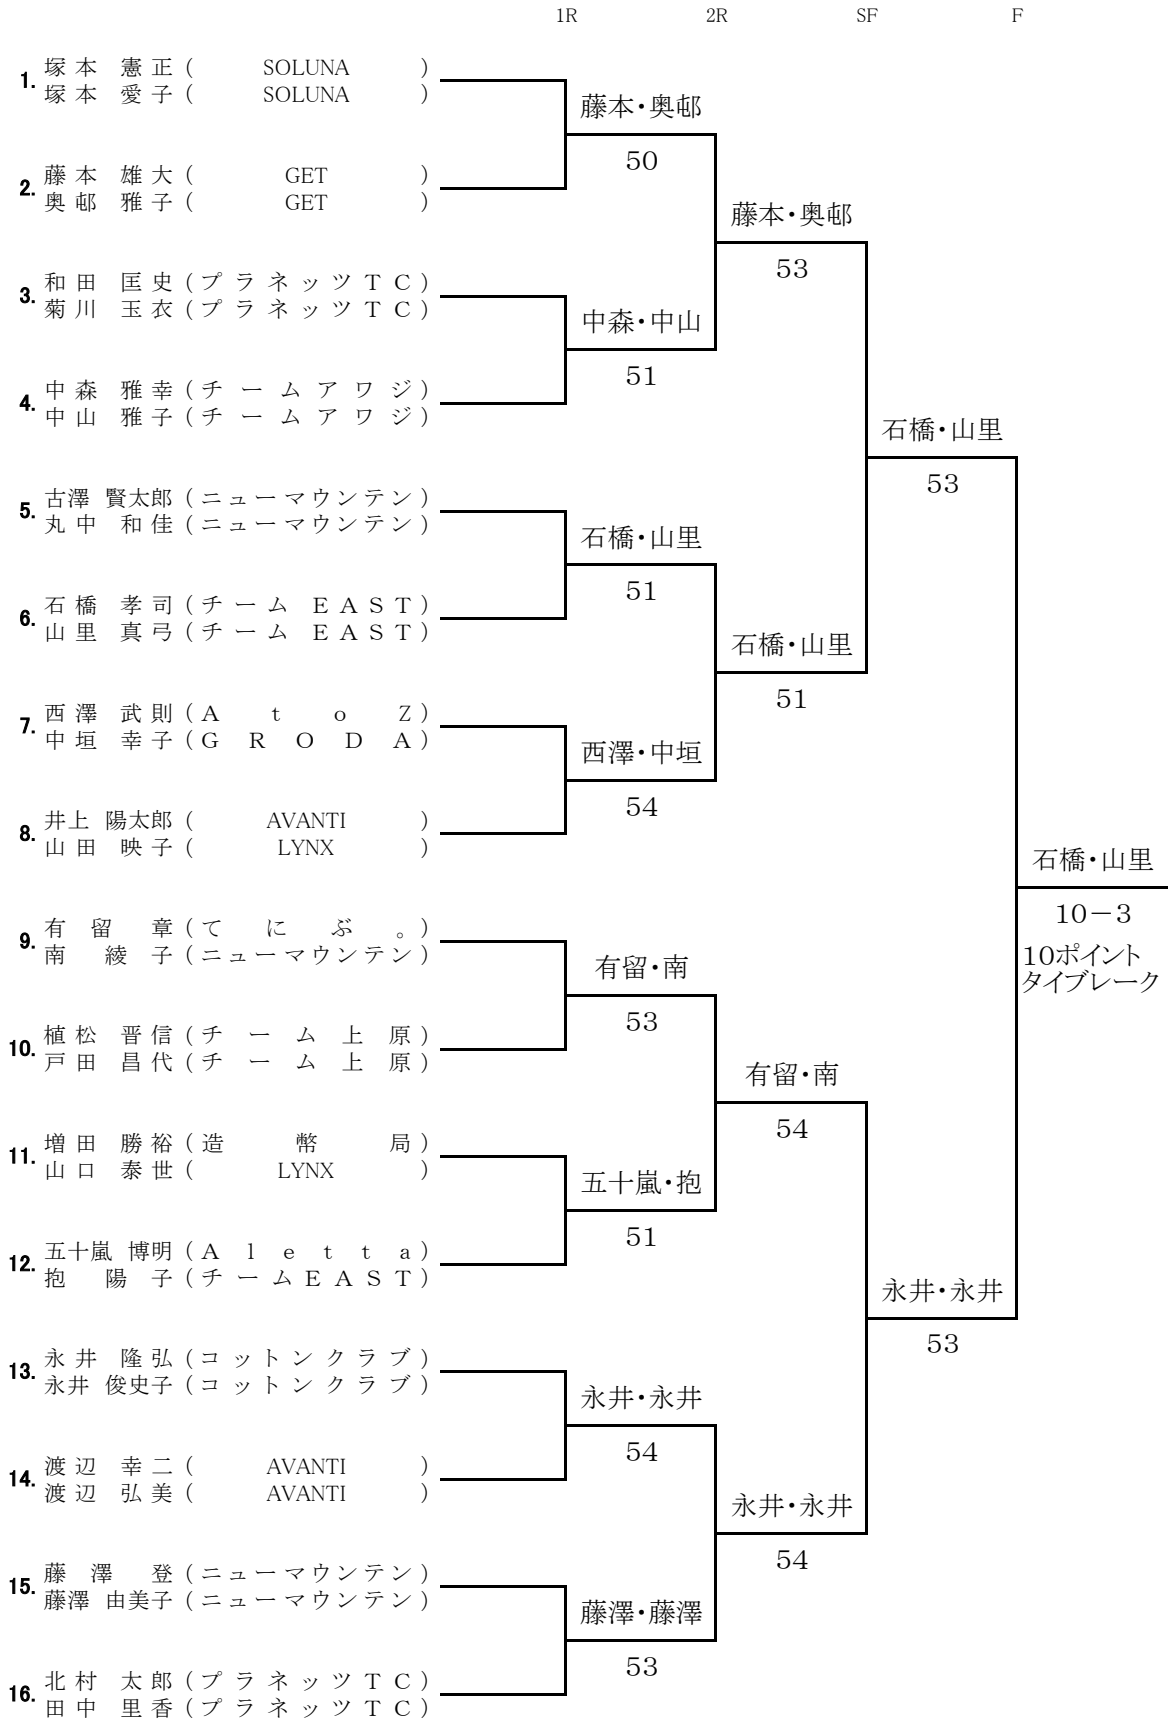 1R 2R SF F
1. 塚本 憲正 ( SOLUNA )
塚本 愛子 ( SOLUNA )
藤本・奥邨
50
2. 藤本 雄大 ( GET )
奥邨 雅子 ( GET )
藤本・奥邨
53
3. 和田 匡史 ( プラネッツTC )
菊川 玉衣 ( プラネッツTC )
中森・中山
51
4. 中森 雅幸 ( チームアワジ )
中山 雅子 ( チームアワジ )
石橋・山里
53
5. 古澤 賢太郎 ( ニューマウンテン )
丸中 和佳 ( ニューマウンテン )
石橋・山里
51
6. 石橋 孝司 ( チーム EAST )
山里 真弓 ( チーム EAST )
石橋・山里
51
7. 西澤 武則 ( A to Z )
中垣 幸子 ( GRODA )
西澤・中垣
54
8. 井上 陽太郎 ( AVANTI )
山田 映子 ( LYNX )
石橋・山里
10-3
10ポイント
タイブレーク
9. 有留 章 ( てにぶ。 )
南 綾子 ( ニューマウンテン )
有留・南
53
10. 植松 晋信 ( チーム上原 )
戸田 昌代 ( チーム上原 )
有留・南
54
11. 増田 勝裕 ( 造幣局 )
山口 泰世 ( LYNX )
五十嵐・抱
51
12. 五十嵐 博明 ( Aletta )
抱 陽子 ( チームEAST )
永井・永井
53
13. 永井 隆弘 ( コットンクラブ )
永井 俊史子 ( コットンクラブ )
永井・永井
54
14. 渡辺 幸二 ( AVANTI )
渡辺 弘美 ( AVANTI )
永井・永井
54
15. 藤澤 登 ( ニューマウンテン )
藤澤 由美子 ( ニューマウンテン )
藤澤・藤澤
53
16. 北村 太郎 ( プラネッツTC )
田中 里香 ( プラネッツTC )